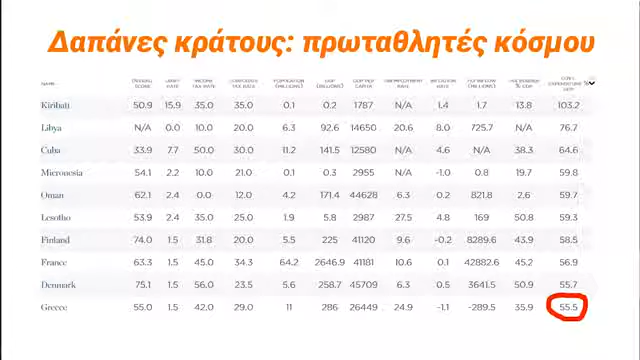 Δαπάνες κράτους: πρωταθλητές κόσμου
Kiribati 50.9 15.9 35.0 35.0 0.1 0.2 1787 N/A 1.4 1.7 13.8 103.2
Libya N/A 0.0 10.0 20.0 6.3 92.6 14650 20.6 8.0 725.7 N/A 76.7
Cuba 33.9 7.7 50.0 30.0 11.2 141.5 12580 N/A 4.6 N/A 38.3 64.6
Micronesia 54.1 2.2 10.0 21.0 0.1 0.3 2955 N/A -1.0 0.8 19.7 59.8
Oman 62.1 2.4 0.0 12.0 4.2 171.4 44628 6.3 0.2 821.8 2.6 59.7
Lesotho 53.9 2.4 35.0 25.0 1.9 5.8 2987 27.5 4.8 169 50.8 59.3
Finland 74.0 1.5 31.8 20.0 5.5 225 41120 9.6 -0.2 8289.6 43.9 58.5
France 63.3 1.5 45.0 34.3 64.2 2646.9 41181 10.6 0.1 42882.6 45.2 56.9
Denmark 75.1 1.5 56.0 23.5 5.6 258.7 45709 6.3 0.5 3641.5 50.9 55.7
Greece 55.0 1.5 42.0 29.0 11 286 26449 24.9 -1.1 -289.5 35.9 55.5